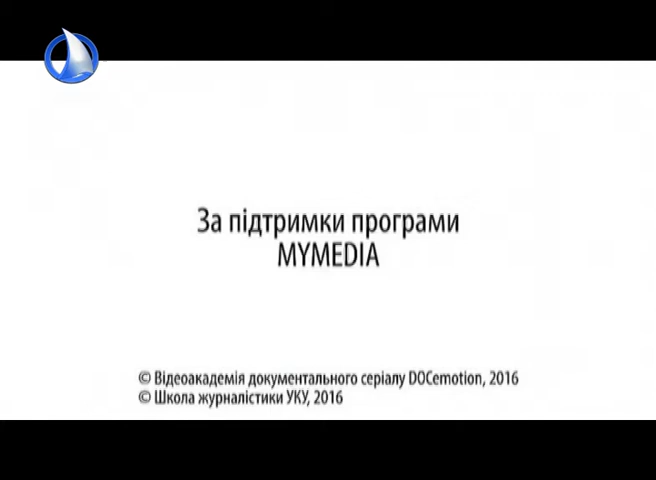 За підтримки програми
MYMEDIA
© Відеоакадемія документального серіалу DOCemotion, 2016
© Школа журналістики УКУ, 2016